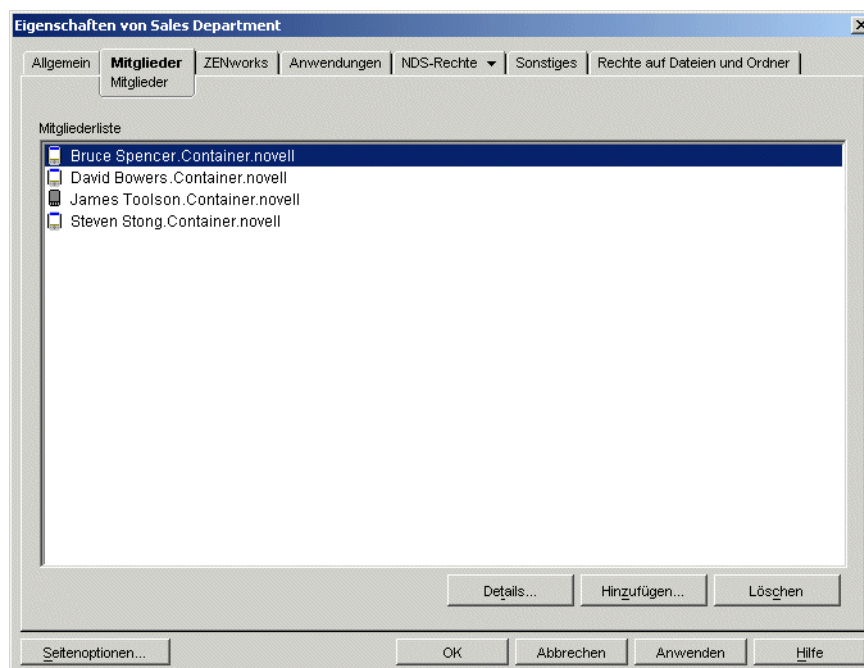 Eigenschaften von Sales Department
Allgemein Mitglieder ZENworks Anwendungen NDS-Rechte Sonstiges Rechte auf Dateien und Ordner
Mitglieder
Mitgliederliste
Bruce Spencer.Container.novell
David Bowers.Container.novell
James Toolson.Container.novell
Steven Stong.Container.novell
Details... Hinzufügen... Löschen
Seitenoptionen... OK Abbrechen Anwenden Hilfe